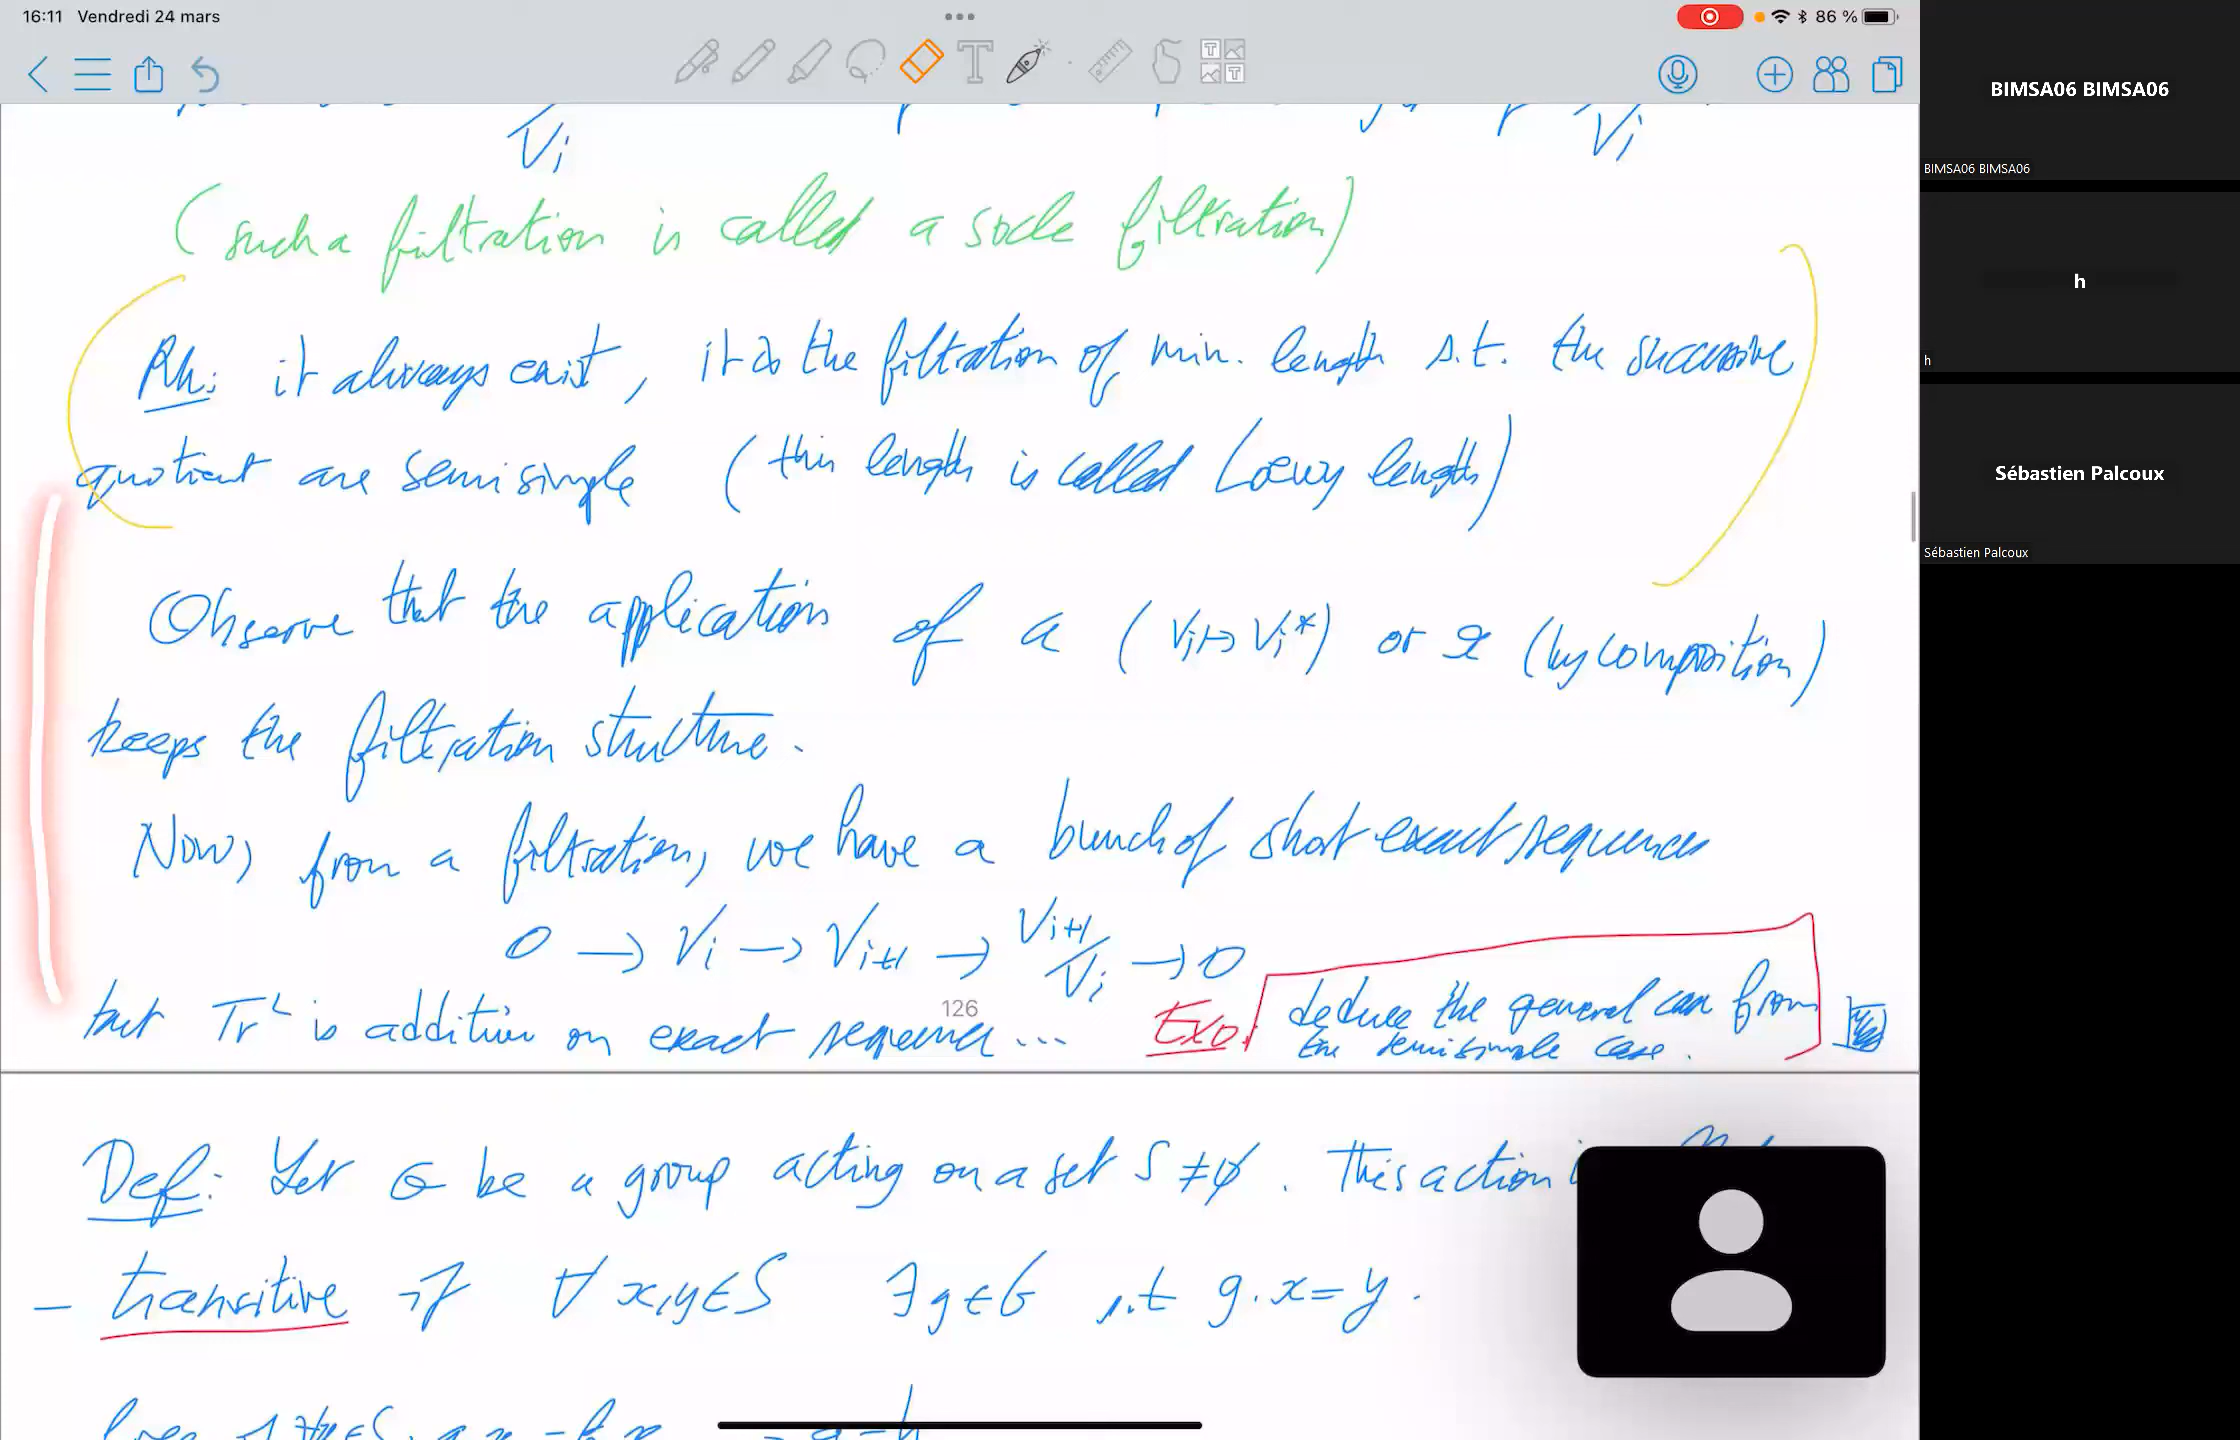 16:11 Vendredi 24 mars
86 %
Vi Vi
(such a filtration is called a socle filtration)
Rk: it always exist, it is the filtration of min. length s.t. the successive
quotient are semisimple (this length is called Loewy length)
Observe that the application of a (Vi ↦ Vi*) or x (by composition)
keeps the filtration structure.
Now, from a filtration, we have a bunch of short exact sequences
0 → Vi → Vi+1 → Vi+1/Vi → 0
but Tr^L is additive on exact sequence ... Exo: deduce the general case from
the semisimple case.
126
Def: Let G be a group acting on a set S ≠ ∅. This action
- transitive if ∀ x,y ∈ S ∃ g ∈ G s.t g.x = y.
BIMSA06 BIMSA06
BIMSA06 BIMSA06
h
h
Sébastien Palcoux
Sébastien Palcoux